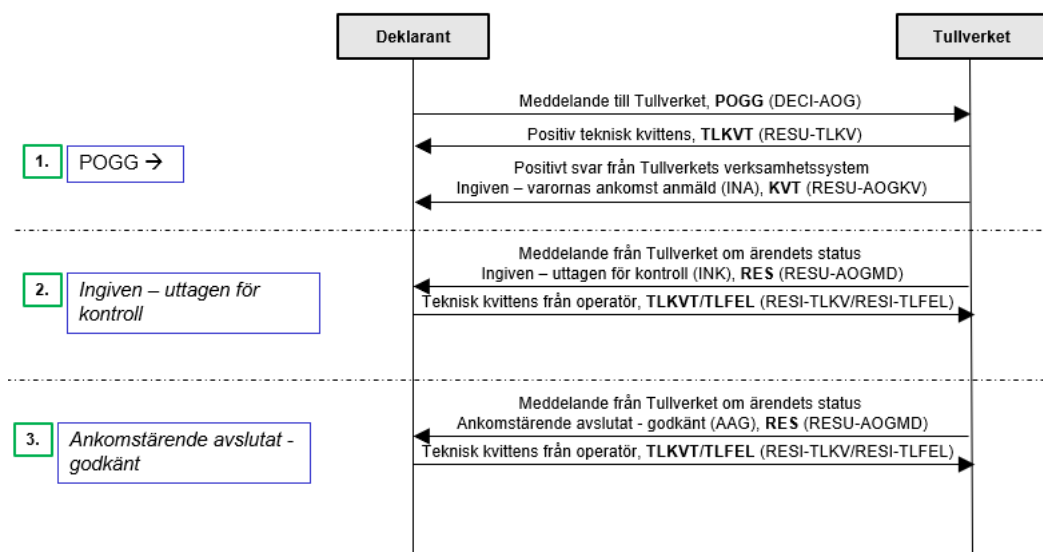 Deklarant
Tullverket
Meddelande till Tullverket, POGG (DECI-AOG)
Positiv teknisk kvittens, TLKVT (RESU-TLKV)
1.
POGG →
Positivt svar från Tullverkets verksamhetssystem
Ingiven – varornas ankomst anmäld (INA), KVT (RESU-AOGKV)
Meddelande från Tullverket om ärendets status
2.
Ingiven – uttagen för
kontroll
Ingiven – uttagen för kontroll (INK), RES (RESU-AOGMD)
Teknisk kvittens från operatör, TLKVT/TLFEL (RESI-TLKV/RESI-TLFEL)
Meddelande från Tullverket om ärendets status
3.
Ankomstärende avslutat -
godkänt
Ankomstärende avslutat - godkänt (AAG), RES (RESU-AOGMD)
Teknisk kvittens från operatör, TLKVT/TLFEL (RESI-TLKV/RESI-TLFEL)